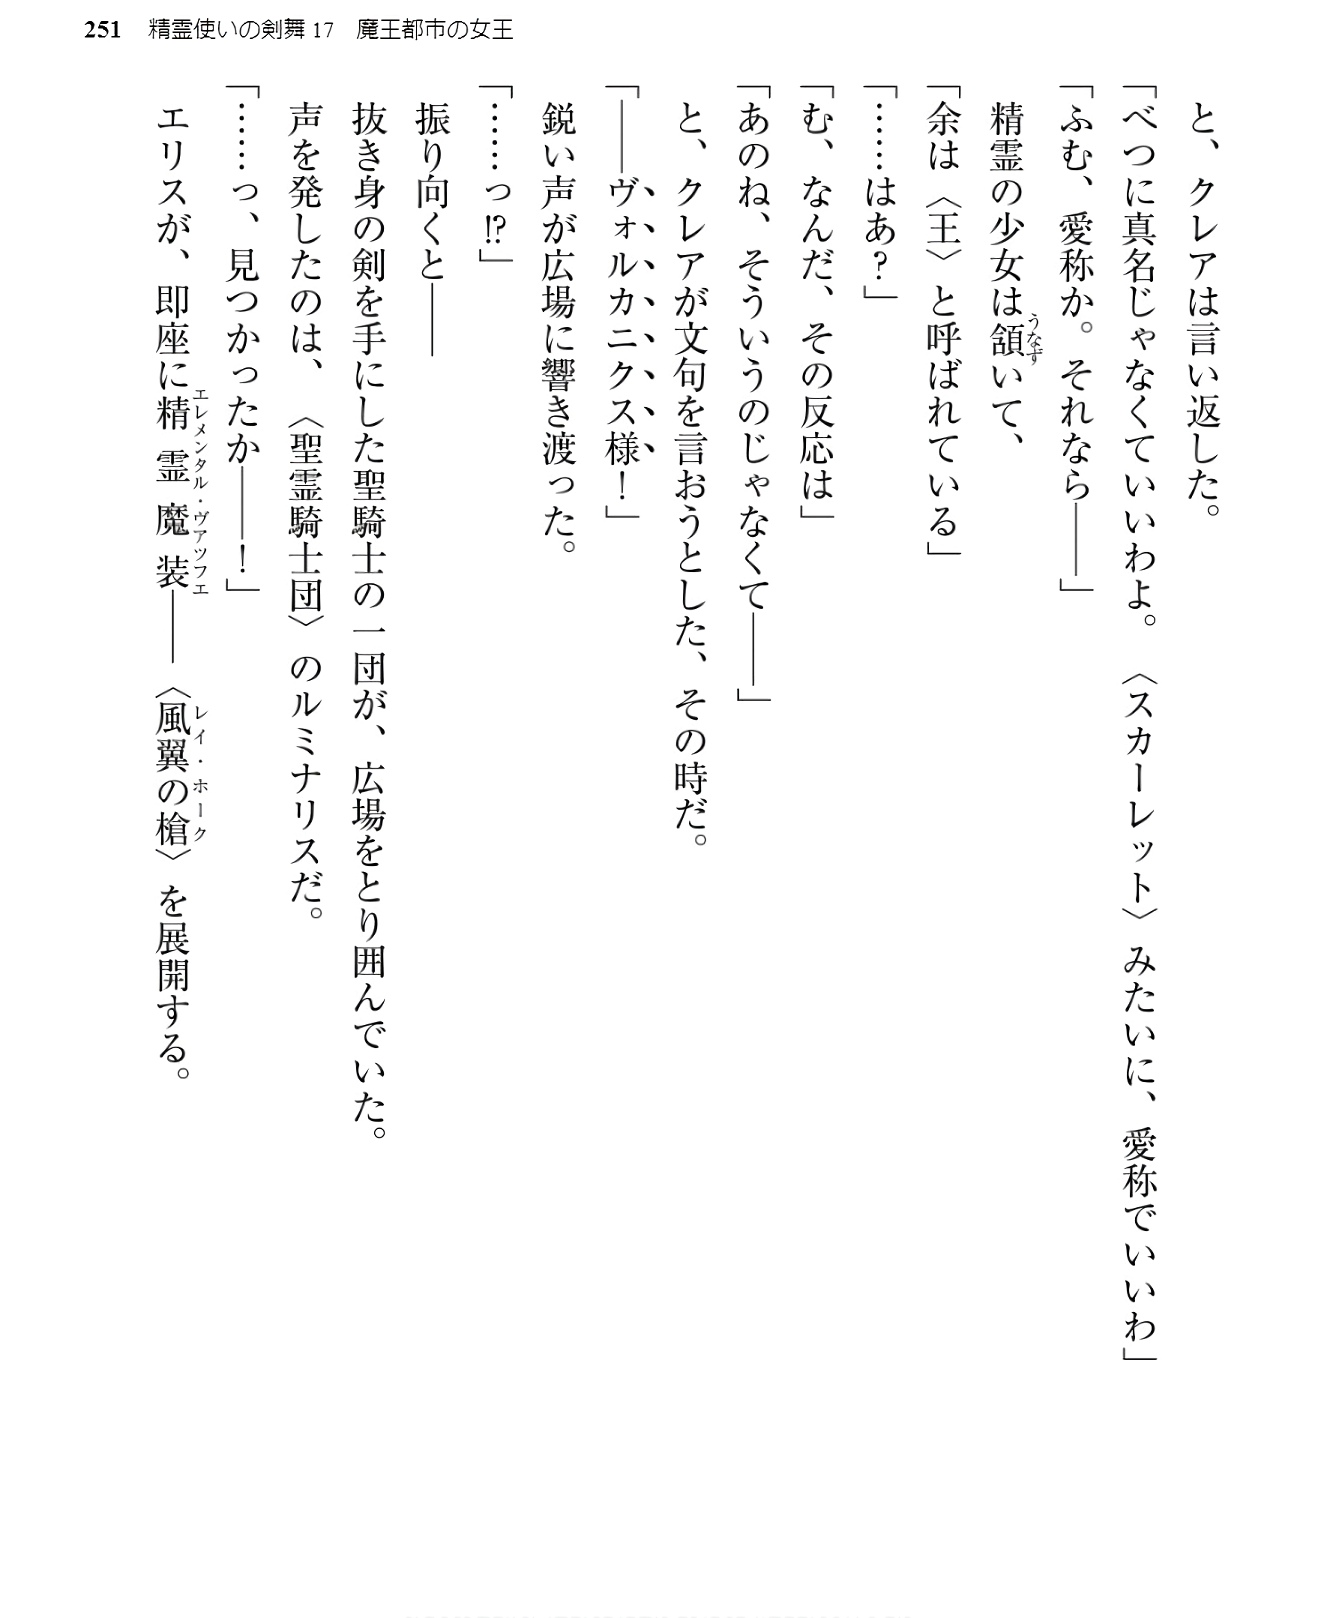 251　精霊使いの剣舞17　魔王都市の女王
　と、クレアは言い返した。
「べつに真名じゃなくていいわよ。〈スカーレット〉みたいに、愛称でいいわ」
「ふむ、愛称か。それなら――」
　精霊の少女は頷いて、
うなず
「余は〈王〉と呼ばれている」
「……はあ？」
「む、なんだ、その反応は」
「あのね、そういうのじゃなくて――」
　と、クレアが文句を言おうとした、その時だ。
「――ヴォルカニクス様！」
　鋭い声が広場に響き渡った。
「……っ!?」
　振り向くと――
　抜き身の剣を手にした聖騎士の一団が、広場をとり囲んでいた。
　声を発したのは、〈聖霊騎士団〉のルミナリスだ。
「……っ、見つかったか――！」
　エリスが、即座に精霊魔装――〈風翼の槍〉を展開する。
エレメンタル・ヴァッフェ
レイ・ホーク